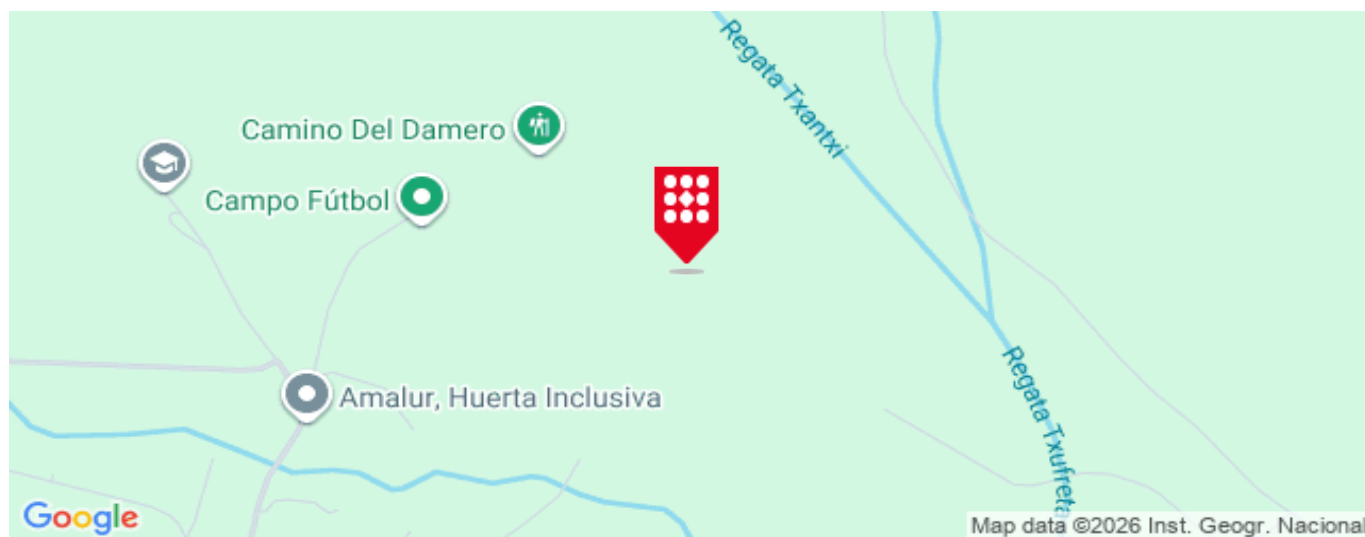 Regata Txantxi
Camino Del Damero
Campo Fútbol
Amalur, Huerta Inclusiva
Regata Txufreta
Google
Map data ©2026 Inst. Geogr. Nacional